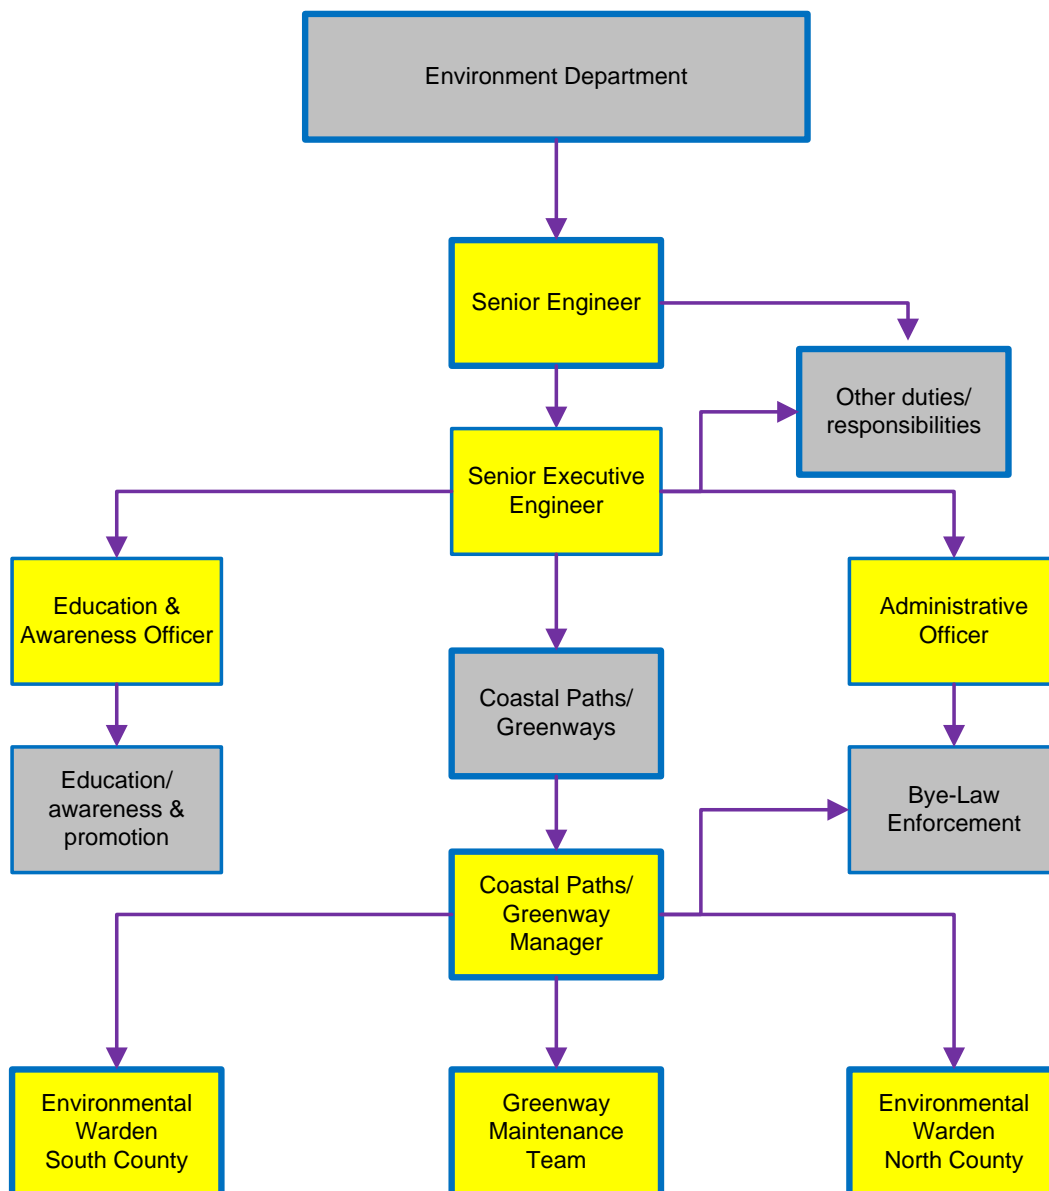 Environment Department
Senior Engineer
Other duties/
responsibilities
Senior Executive
Engineer
Education &
Awareness Officer
Administrative
Officer
Coastal Paths/
Greenways
Education/
awareness &
promotion
Bye-Law
Enforcement
Coastal Paths/
Greenway
Manager
Environmental
Warden
South County
Greenway
Maintenance
Team
Environmental
Warden
North County